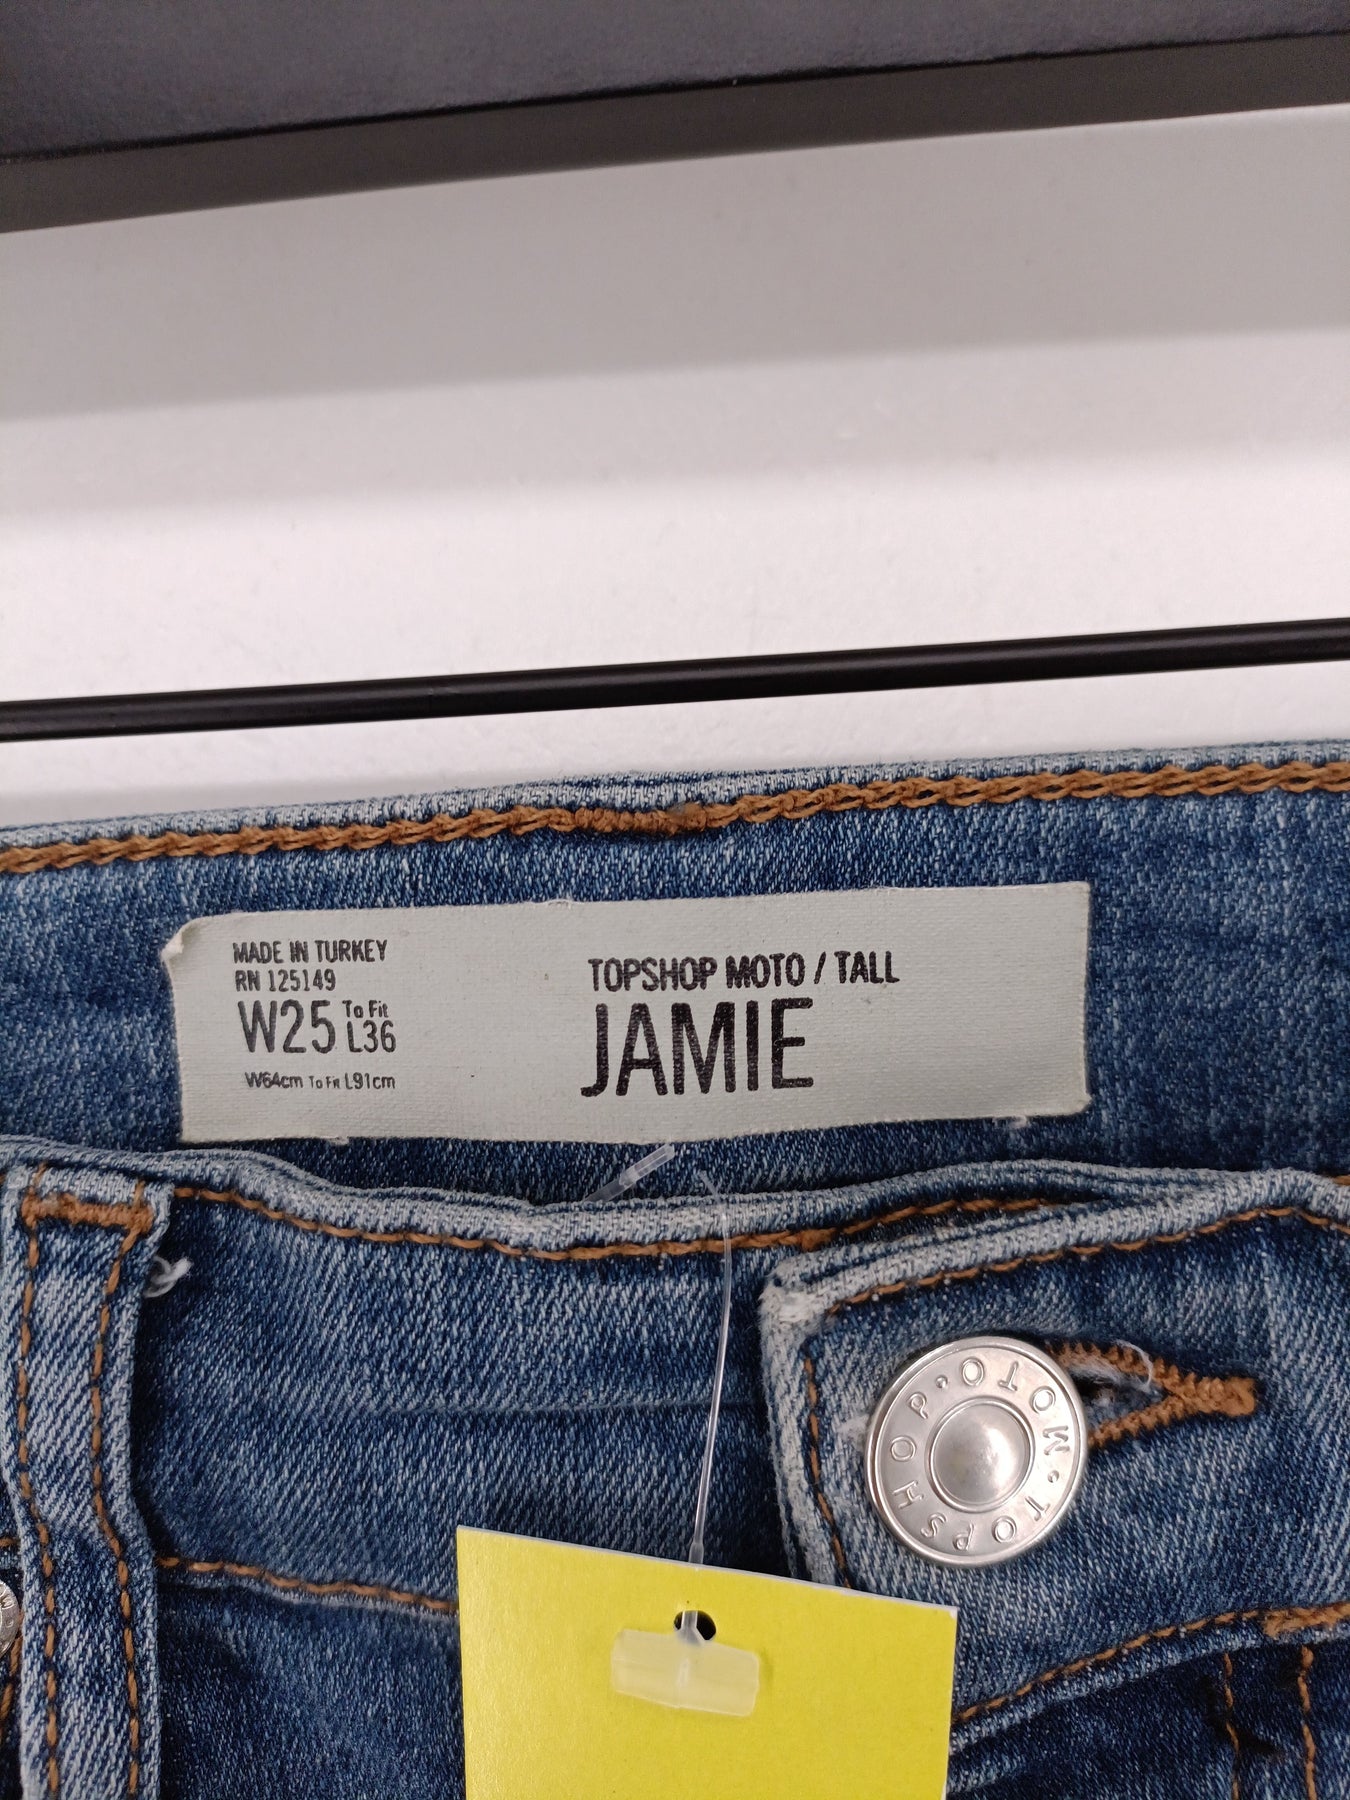 MADE IN TURKEY
RN 125149
W25 To Fit L36
W64cm To Fit L91cm
TOPSHOP MOTO / TALL
JAMIE
TOPSHOP • MOTO •